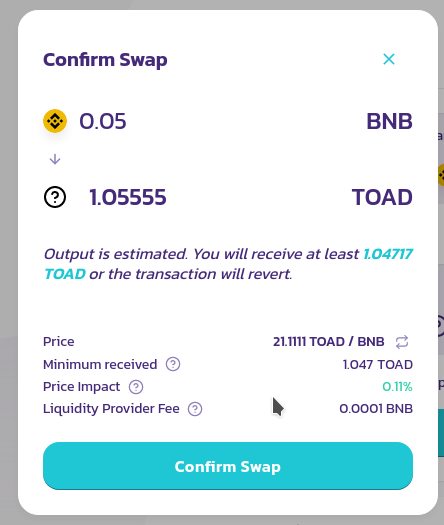 Confirm Swap
0.05 BNB
1.05555 TOAD
Output is estimated. You will receive at least 1.04717
TOAD or the transaction will revert.
Price 21.1111 TOAD / BNB
Minimum received 1.047 TOAD
Price Impact 0.11%
Liquidity Provider Fee 0.0001 BNB
Confirm Swap